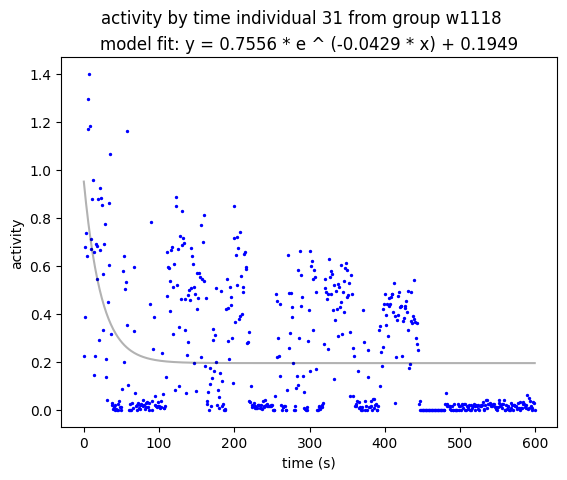 activity by time individual 31 from group w1118
model fit: y = 0.7556 * e ^ (-0.0429 * x) + 0.1949
1.4
1.2
1.0
0.8
0.6
0.4
0.2
0.0
activity
0 100 200 300 400 500 600
time (s)